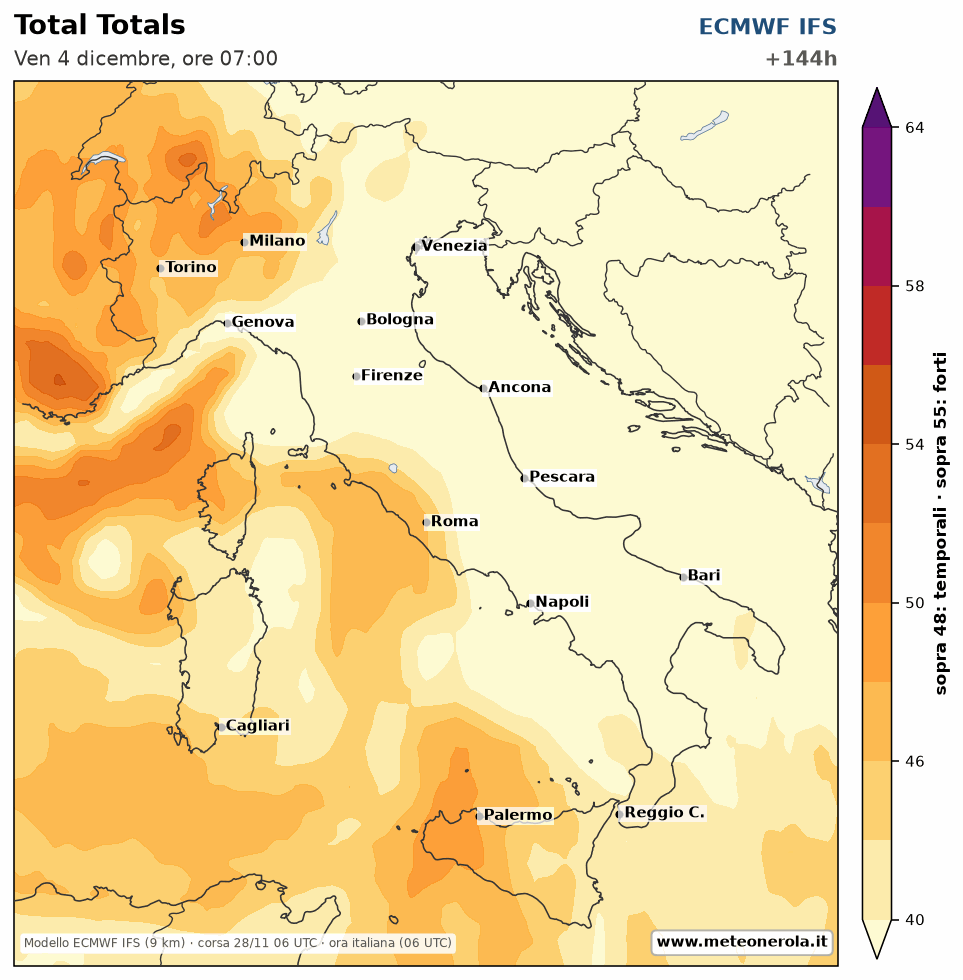 Total Totals
ECMWF IFS
Ven 4 dicembre, ore 07:00
+144h
64
58
54
50
46
40
sopra 48: temporali · sopra 55: forti
Milano
Venezia
Torino
Genova
Bologna
Firenze
Ancona
Pescara
Roma
Bari
Napoli
Cagliari
Palermo
Reggio C.
Modello ECMWF IFS (9 km) · corsa 28/11 06 UTC · ora italiana (06 UTC)
www.meteonerola.it